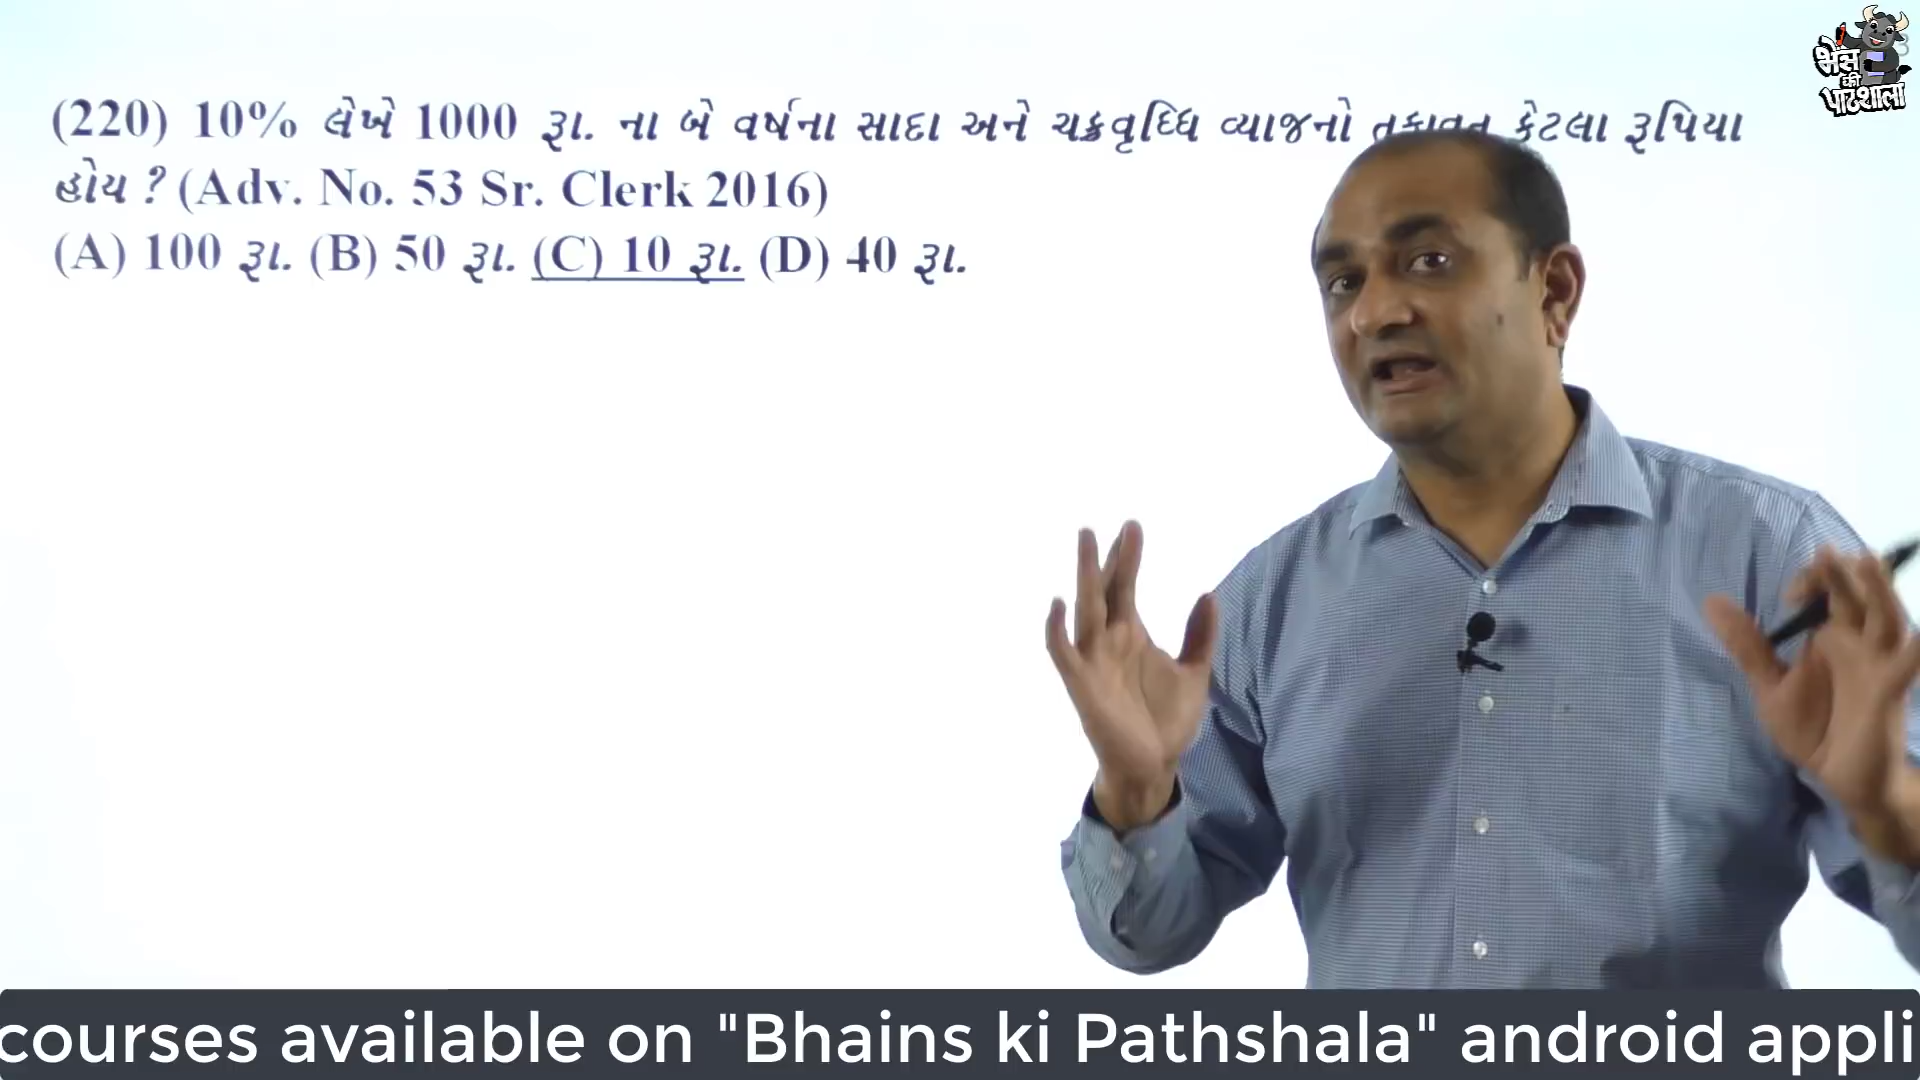 (220) 10% લેખે 1000 રૂા. ના બે વર્ષના સાદા અને ચક્રવૃધ્ધિ વ્યાજનો કેટલા રૂપિયા
હોય ? (Adv. No. 53 Sr. Clerk 2016)
(A) 100 રૂા. (B) 50 રૂા. (C) 10 રૂા. (D) 40 રૂા.
भेंस
की
पाठशाला
courses available on "Bhains ki Pathshala" android appli